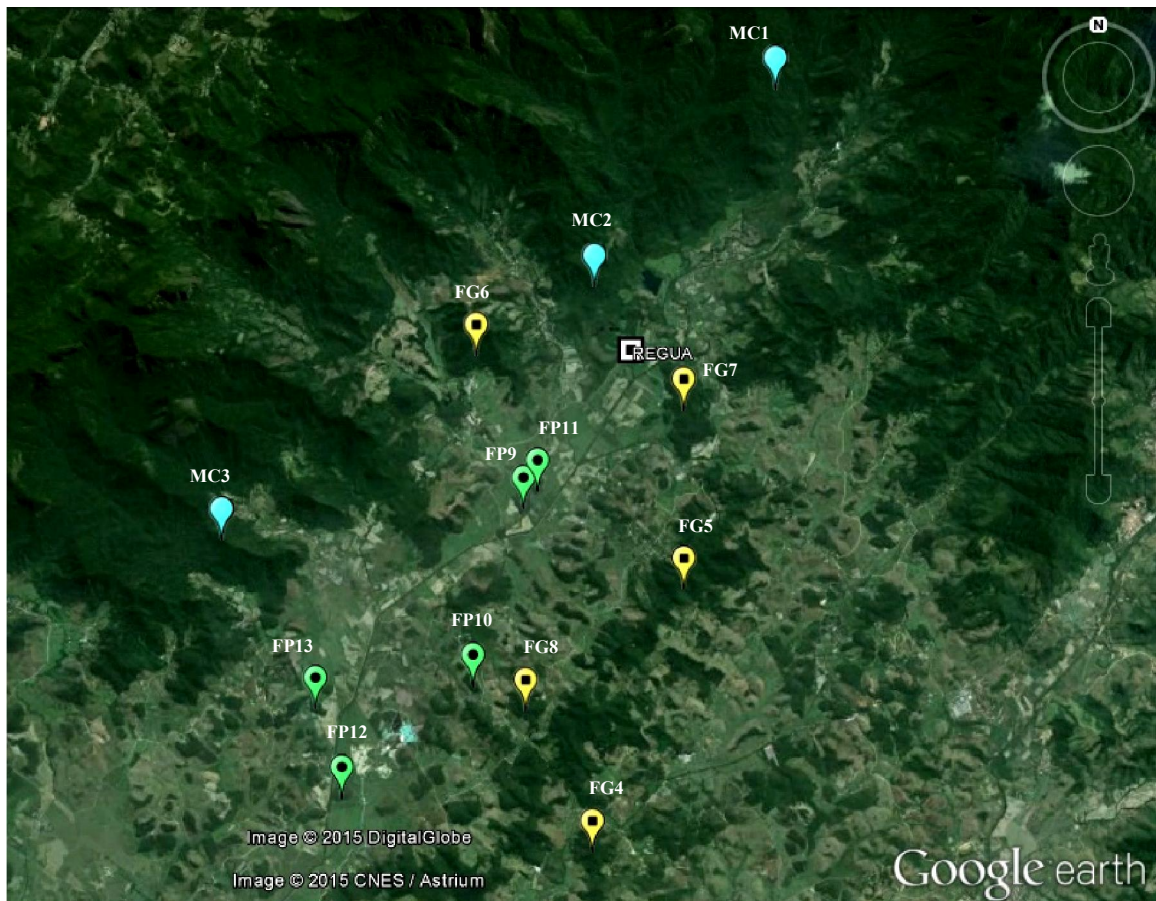 N
MC1
MC2
FG6
REGUA
FG7
FP11
FP9
MC3
FG5
FP10
FG8
FP13
FP12
FG4
Image © 2015 DigitalGlobe
Image © 2015 CNES / Astrium
Google earth